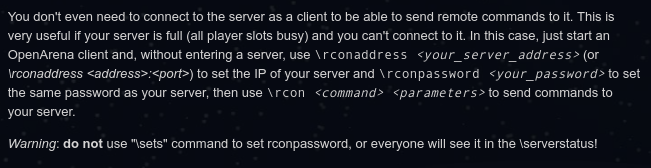 You don't even need to connect to the server as a client to be able to send remote commands to it. This is
very useful if your server is full (all player slots busy) and you can't connect to it. In this case, just start an
OpenArena client and, without entering a server, use \rconaddress <your_server_address> (or
\rconaddress <address>:<port>) to set the IP of your server and \rconpassword <your_password> to set
the same password as your server, then use \rcon <command> <parameters> to send commands to
your server.
Warning: do not use "\sets" command to set rconpassword, or everyone will see it in the \serverstatus!